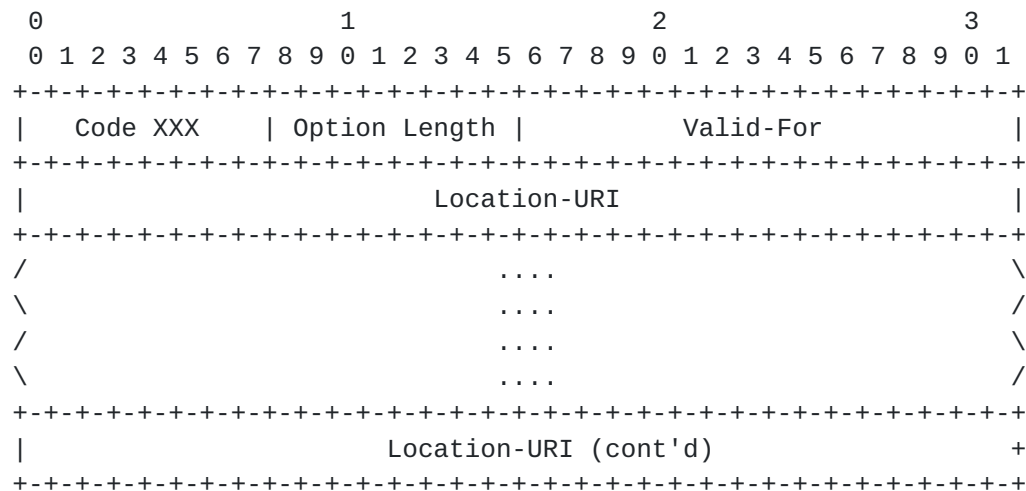 0                   1                   2                   3
 0 1 2 3 4 5 6 7 8 9 0 1 2 3 4 5 6 7 8 9 0 1 2 3 4 5 6 7 8 9 0 1
+-+-+-+-+-+-+-+-+-+-+-+-+-+-+-+-+-+-+-+-+-+-+-+-+-+-+-+-+-+-+-+-+
|   Code XXX    | Option Length |          Valid-For            |
+-+-+-+-+-+-+-+-+-+-+-+-+-+-+-+-+-+-+-+-+-+-+-+-+-+-+-+-+-+-+-+-+
|                          Location-URI                         |
+-+-+-+-+-+-+-+-+-+-+-+-+-+-+-+-+-+-+-+-+-+-+-+-+-+-+-+-+-+-+-+-+
/                              ....                             \
\                              ....                             /
/                              ....                             \
\                              ....                             /
+-+-+-+-+-+-+-+-+-+-+-+-+-+-+-+-+-+-+-+-+-+-+-+-+-+-+-+-+-+-+-+-+
|                       Location-URI (cont'd)                   +
+-+-+-+-+-+-+-+-+-+-+-+-+-+-+-+-+-+-+-+-+-+-+-+-+-+-+-+-+-+-+-+-+